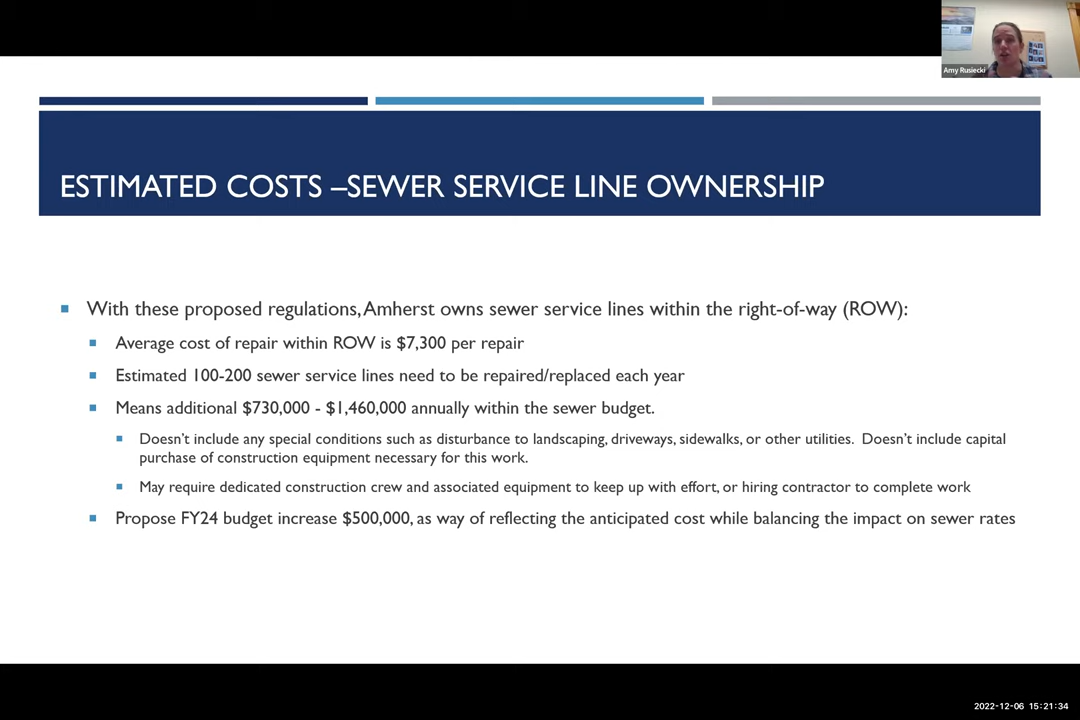 Amy Rusiecki
ESTIMATED COSTS –SEWER SERVICE LINE OWNERSHIP
With these proposed regulations, Amherst owns sewer service lines within the right-of-way (ROW):
Average cost of repair within ROW is $7,300 per repair
Estimated 100-200 sewer service lines need to be repaired/replaced each year
Means additional $730,000 - $1,460,000 annually within the sewer budget.
Doesn't include any special conditions such as disturbance to landscaping, driveways, sidewalks, or other utilities. Doesn't include capital
purchase of construction equipment necessary for this work.
May require dedicated construction crew and associated equipment to keep up with effort, or hiring contractor to complete work
Propose FY24 budget increase $500,000, as way of reflecting the anticipated cost while balancing the impact on sewer rates
2022-12-06 15:21:34